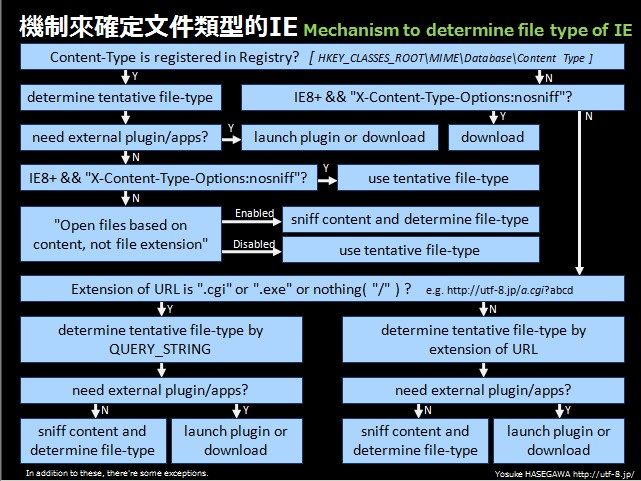 機制來確定文件類型的IE Mechanism to determine file type of IE
Content-Type is registered in Registry? [ HKEY_CLASSES_ROOT\MIME\Database\Content Type ]
Y
N
determine tentative file-type
IE8+ && "X-Content-Type-Options:nosniff"?
Y
N
need external plugin/apps?
Y
launch plugin or download
download
N
IE8+ && "X-Content-Type-Options:nosniff"?
Y
use tentative file-type
N
"Open files based on
content, not file extension"
Enabled
sniff content and determine file-type
Disabled
use tentative file-type
Extension of URL is ".cgi" or ".exe" or nothing( "/" ) ? e.g. http://utf-8.jp/a.cgi?abcd
Y
N
determine tentative file-type by
QUERY_STRING
determine tentative file-type by
extension of URL
need external plugin/apps?
need external plugin/apps?
N
Y
N
Y
sniff content and
determine file-type
launch plugin or
download
sniff content and
determine file-type
launch plugin or
download
In addition to these, there're some exceptions.
Yosuke HASEGAWA http://utf-8.jp/